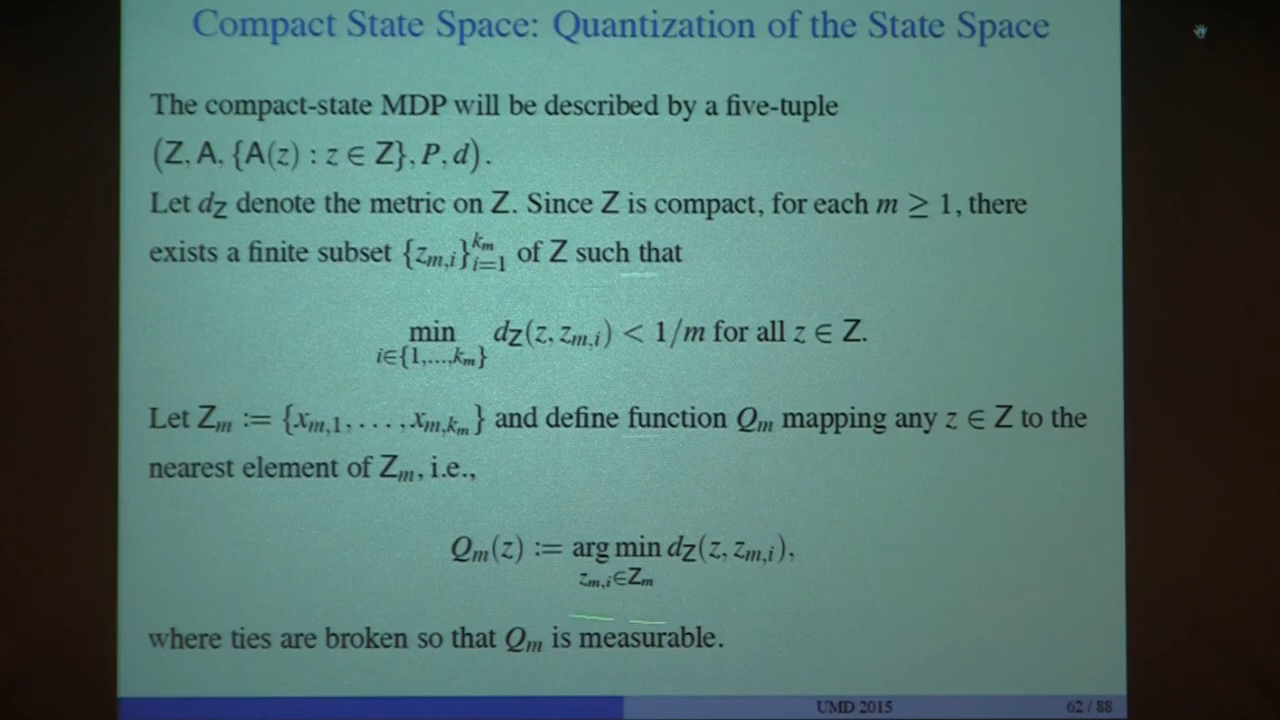 Compact State Space: Quantization of the State Space
The compact-state MDP will be described by a five-tuple
(Z, A, {A(z) : z ∈ Z}, P, d).
Let d_Z denote the metric on Z. Since Z is compact, for each m ≥ 1, there
exists a finite subset {z_{m,i}}_{i=1}^{k_m} of Z such that
min_{i∈{1,...,k_m}} d_Z(z, z_{m,i}) < 1/m for all z ∈ Z.
Let Z_m := {x_{m,1}, . . . , x_{m,k_m}} and define function Q_m mapping any z ∈ Z to the
nearest element of Z_m, i.e.,
Q_m(z) := arg min_{z_{m,i}∈Z_m} d_Z(z, z_{m,i}),
where ties are broken so that Q_m is measurable.
UMD 2015 62 / 88